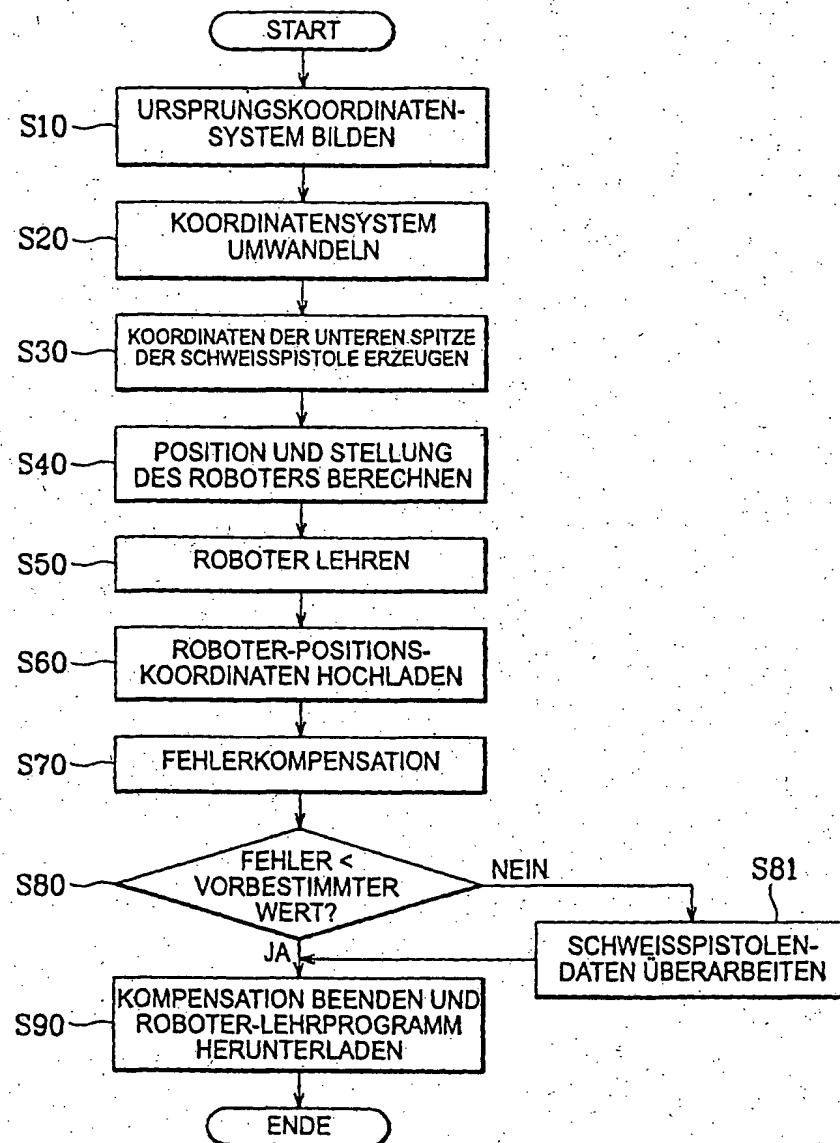 START
S10
URSPRUNGSKOORDINATEN-
SYSTEM BILDEN
S20
KOORDINATENSYSTEM
UMWANDELN
S30
KOORDINATEN DER UNTEREN SPITZE
DER SCHWEISSPISTOLE ERZEUGEN
S40
POSITION UND STELLUNG
DES ROBOTERS BERECHNEN
S50
ROBOTER LEHREN
S60
ROBOTER-POSITIONS-
KOORDINATEN HOCHLADEN
S70
FEHLERKOMPENSATION
S80
FEHLER <
VORBESTIMMTER
WERT?
NEIN
S81
SCHWEISSPISTOLEN-
DATEN ÜBERARBEITEN
JA
S90
KOMPENSATION BEENDEN UND
ROBOTER-LEHRPROGRAMM
HERUNTERLADEN
ENDE